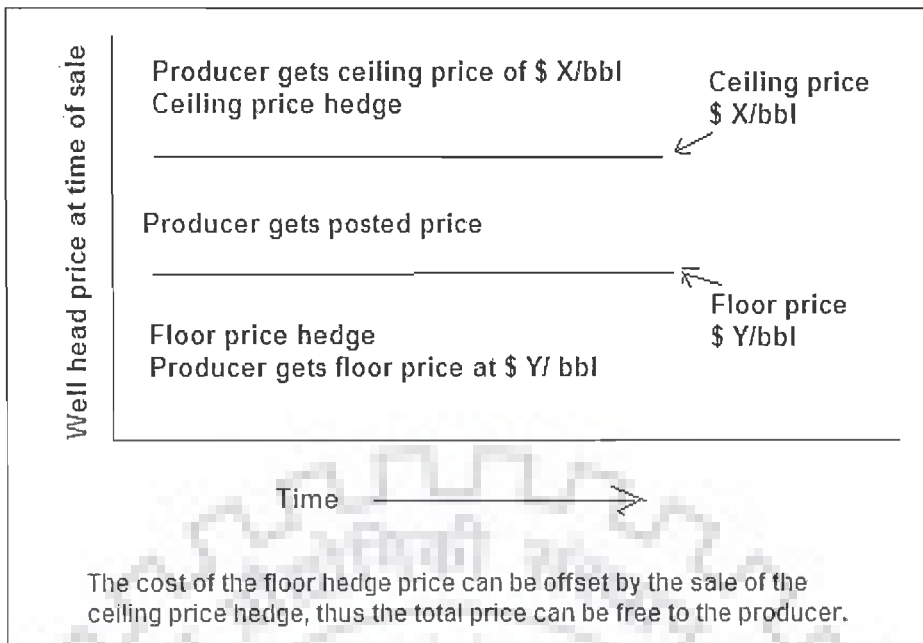 Well head price at time of sale
Producer gets ceiling price of $ X/bbl
Ceiling price hedge
Ceiling price
$ X/bbl
Producer gets posted price
Floor price
$ Y/bbl
Floor price hedge
Producer gets floor price at $ Y/ bbl
Time
The cost of the floor hedge price can be offset by the sale of the
ceiling price hedge, thus the total price can be free to the producer.